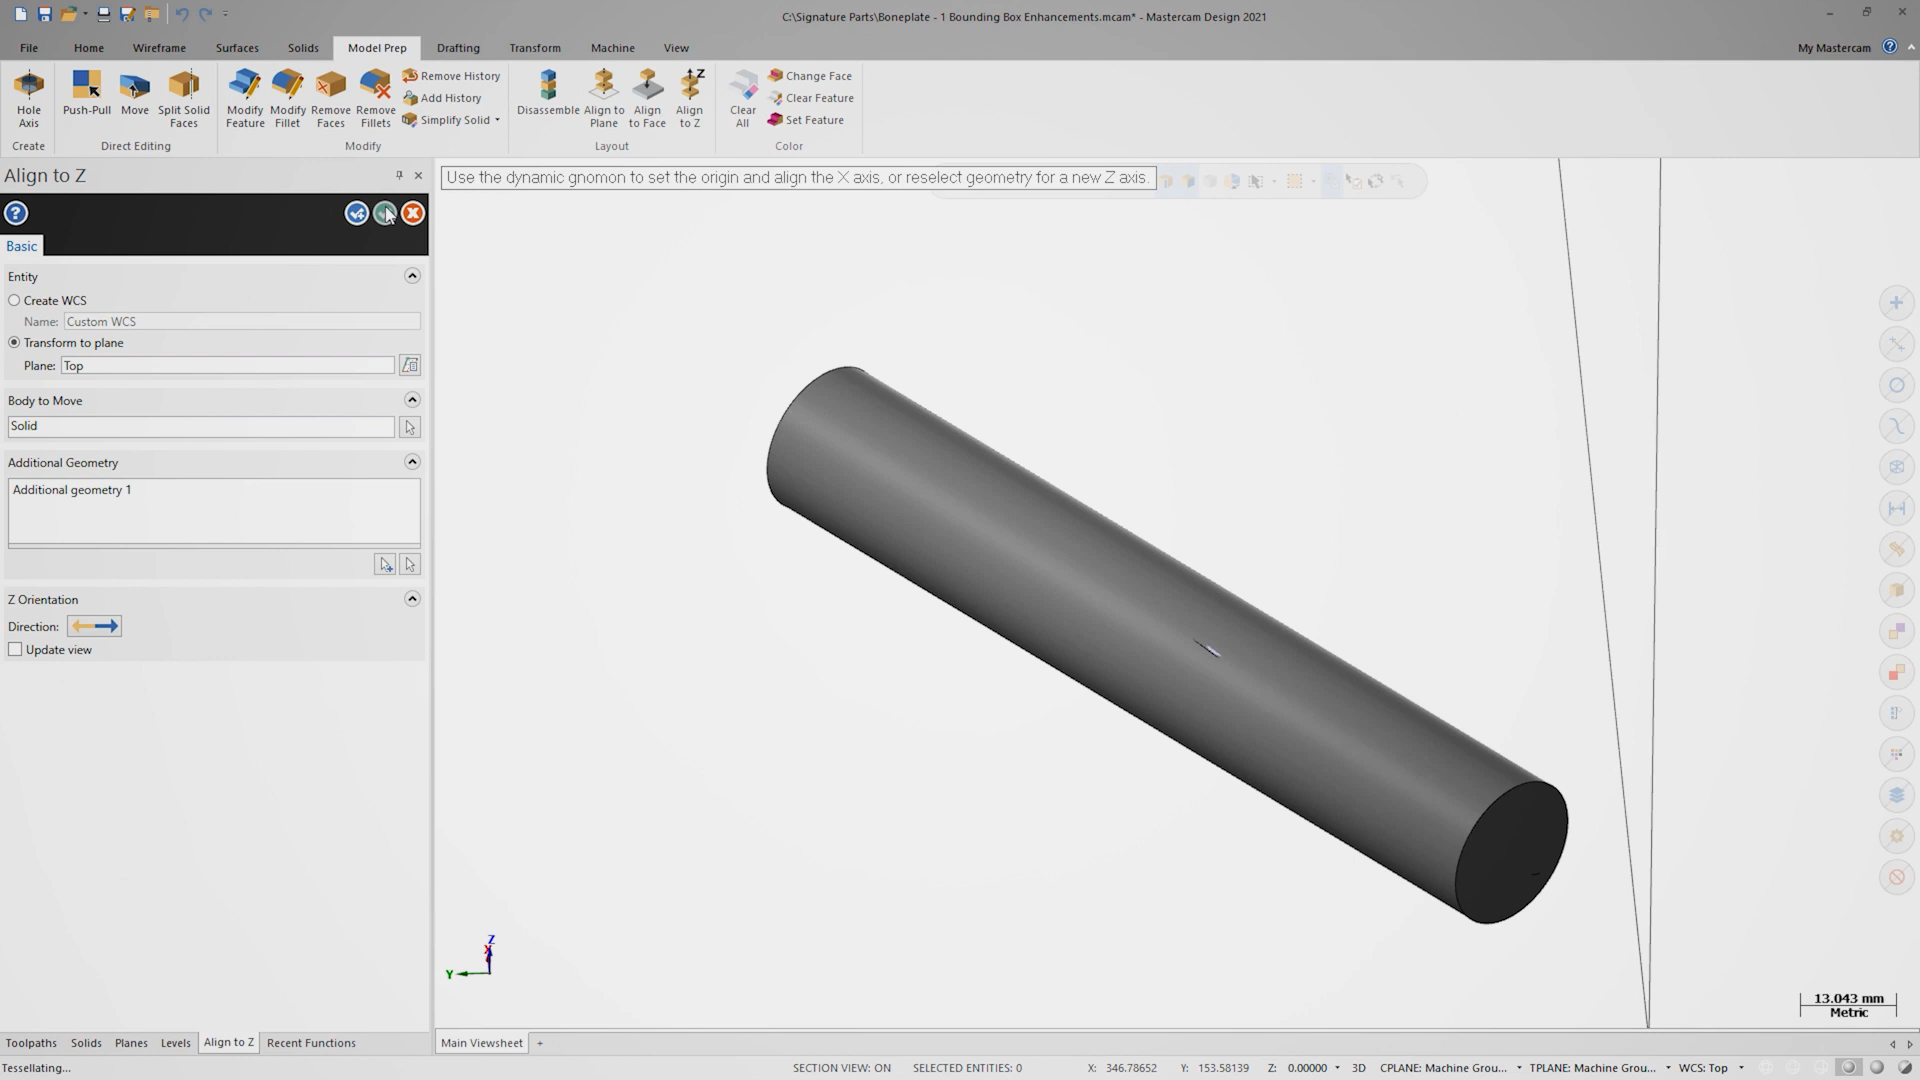 C:\Signature Parts\Boneplate - 1 Bounding Box Enhancements.mcam* - Mastercam Design 2021
File Home Wireframe Surfaces Solids Model Prep Drafting Transform Machine View My Mastercam
Hole Axis
Push-Pull
Move
Split Solid Faces
Modify Feature
Modify Fillet
Remove Faces
Remove Fillets
Remove History
Add History
Simplify Solid
Disassemble
Align to Plane
Align to Face
Align to Z
Z
Clear All
Change Face
Clear Feature
Set Feature
Create Direct Editing Modify Layout Color
Align to Z
Use the dynamic gnomon to set the origin and align the X axis, or reselect geometry for a new Z axis.
Basic
Entity
Create WCS
Name: Custom WCS
Transform to plane
Plane: Top
Body to Move
Solid
Additional Geometry
Additional geometry 1
Z Orientation
Direction:
Update view
Z
X
Y
13.043 mm
Metric
Toolpaths Solids Planes Levels Align to Z Recent Functions
Main Viewsheet +
Tessellating... SECTION VIEW: ON SELECTED ENTITIES: 0 X: 346.78652 Y: 153.58139 Z: 0.00000 3D CPLANE: Machine Grou... TPLANE: Machine Grou... WCS: Top